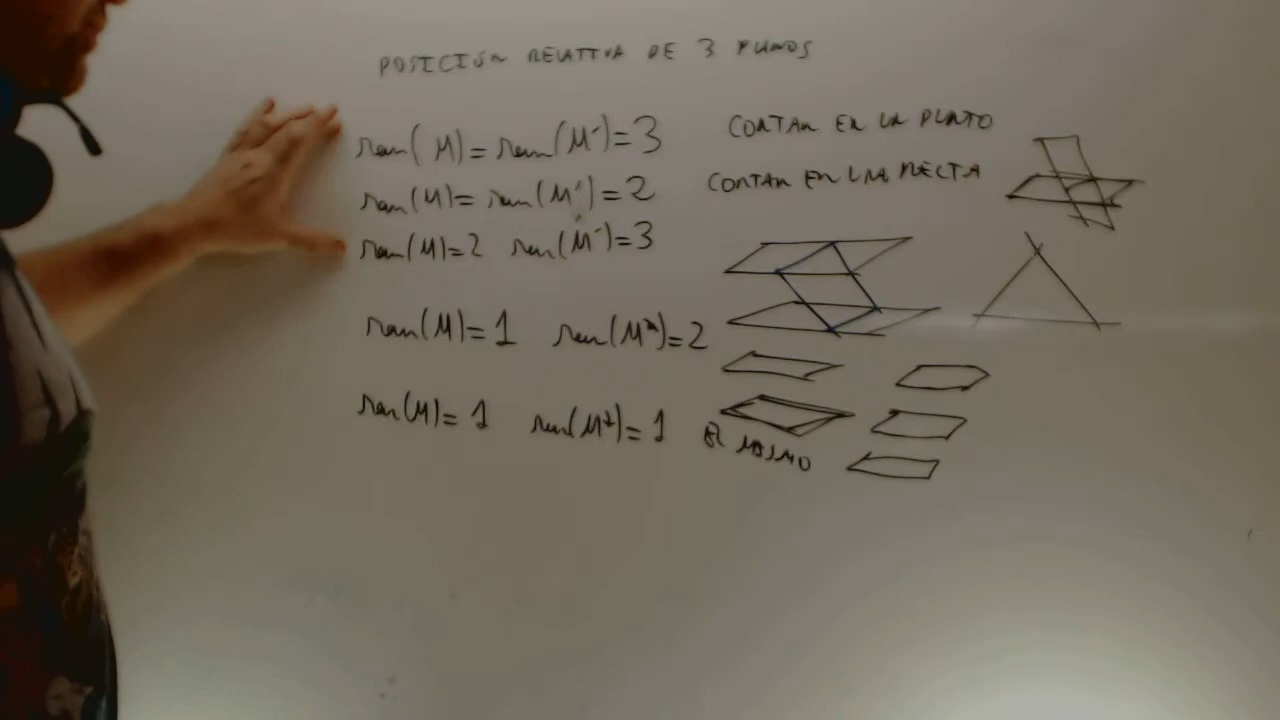 POSICIÓN RELATIVA DE 3 PLANOS
ran(M)=ran(M')=3 CORTAN EN UN PUNTO
ran(M)=ran(M')=2 CORTAN EN UNA RECTA
ran(M)=2 ran(M')=3
ran(M)=1 ran(M*)=2
ran(M)=1 ran(M*)=1 EL MISMO